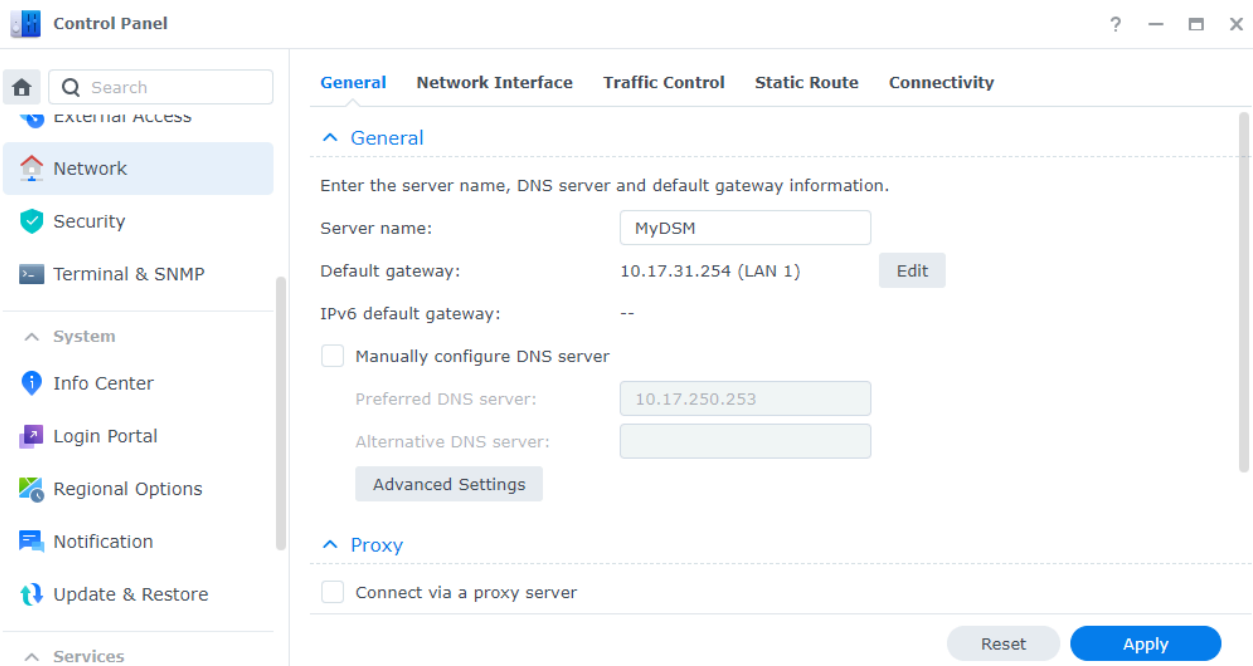 Control Panel
Search
External Access
Network
Security
Terminal & SNMP
System
Info Center
Login Portal
Regional Options
Notification
Update & Restore
Services
General Network Interface Traffic Control Static Route Connectivity
General
Enter the server name, DNS server and default gateway information.
Server name: MyDSM
Default gateway: 10.17.31.254 (LAN 1) Edit
IPv6 default gateway: --
Manually configure DNS server
Preferred DNS server: 10.17.250.253
Alternative DNS server:
Advanced Settings
Proxy
Connect via a proxy server
Reset Apply